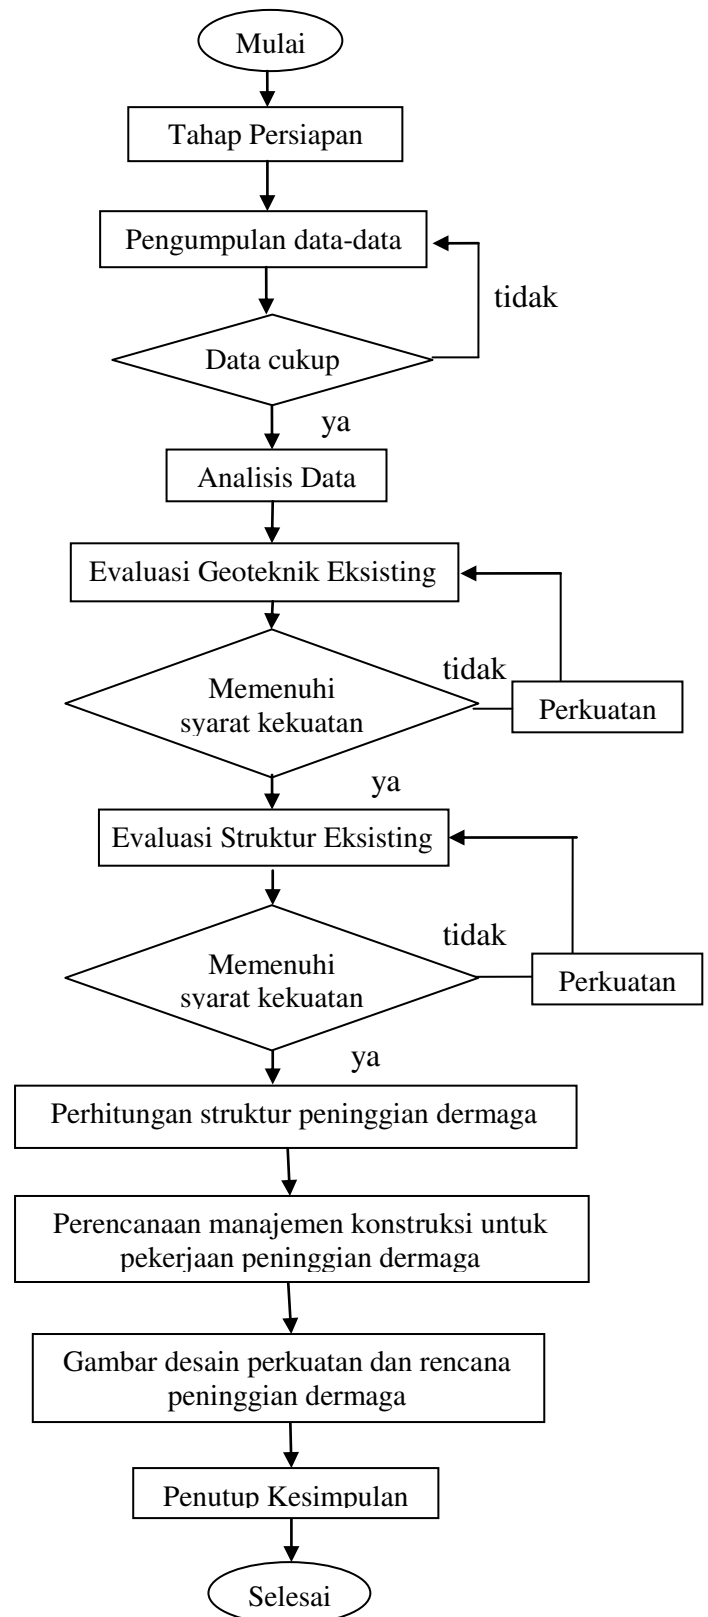 Mulai
Tahap Persiapan
Pengumpulan data-data
tidak
Data cukup
ya
Analisis Data
Evaluasi Geoteknik Eksisting
tidak
Memenuhi
syarat kekuatan
Perkuatan
ya
Evaluasi Struktur Eksisting
tidak
Memenuhi
syarat kekuatan
Perkuatan
ya
Perhitungan struktur peninggian dermaga
Perencanaan manajemen konstruksi untuk
pekerjaan peninggian dermaga
Gambar desain perkuatan dan rencana
peninggian dermaga
Penutup Kesimpulan
Selesai